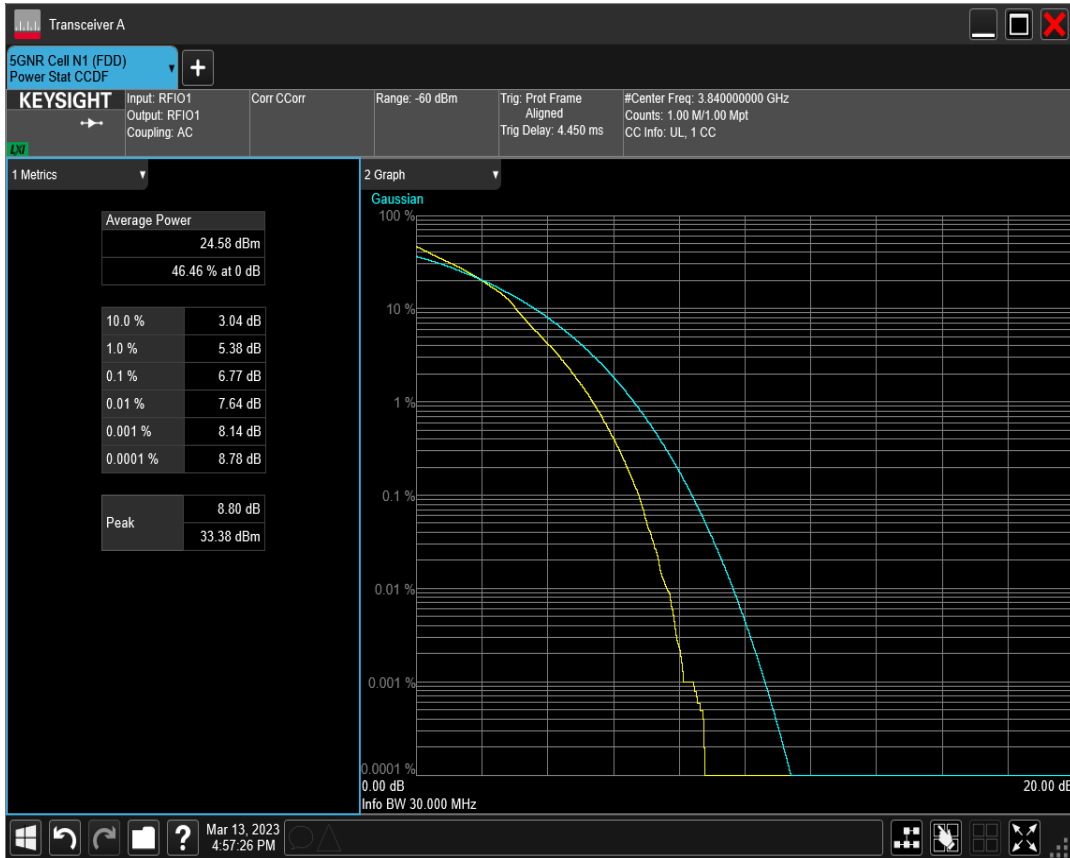 Transceiver A
5GNR Cell N1 (FDD)
Power Stat CCDF
+
KEYSIGHT
LXI
Input: RFIO1
Output: RFIO1
Coupling: AC
Corr CCorr
Range: -60 dBm
Trig: Prot Frame
Aligned
Trig Delay: 4.450 ms
#Center Freq: 3.840000000 GHz
Counts: 1.00 M/1.00 Mpt
CC Info: UL, 1 CC
1 Metrics
Average Power
24.58 dBm
46.46 % at 0 dB
10.0 % 3.04 dB
1.0 % 5.38 dB
0.1 % 6.77 dB
0.01 % 7.64 dB
0.001 % 8.14 dB
0.0001 % 8.78 dB
Peak
8.80 dB
33.38 dBm
2 Graph
Gaussian
100 %
10 %
1 %
0.1 %
0.01 %
0.001 %
0.0001 %
0.00 dB
20.00 dB
Info BW 30.000 MHz
?
Mar 13, 2023
4:57:26 PM